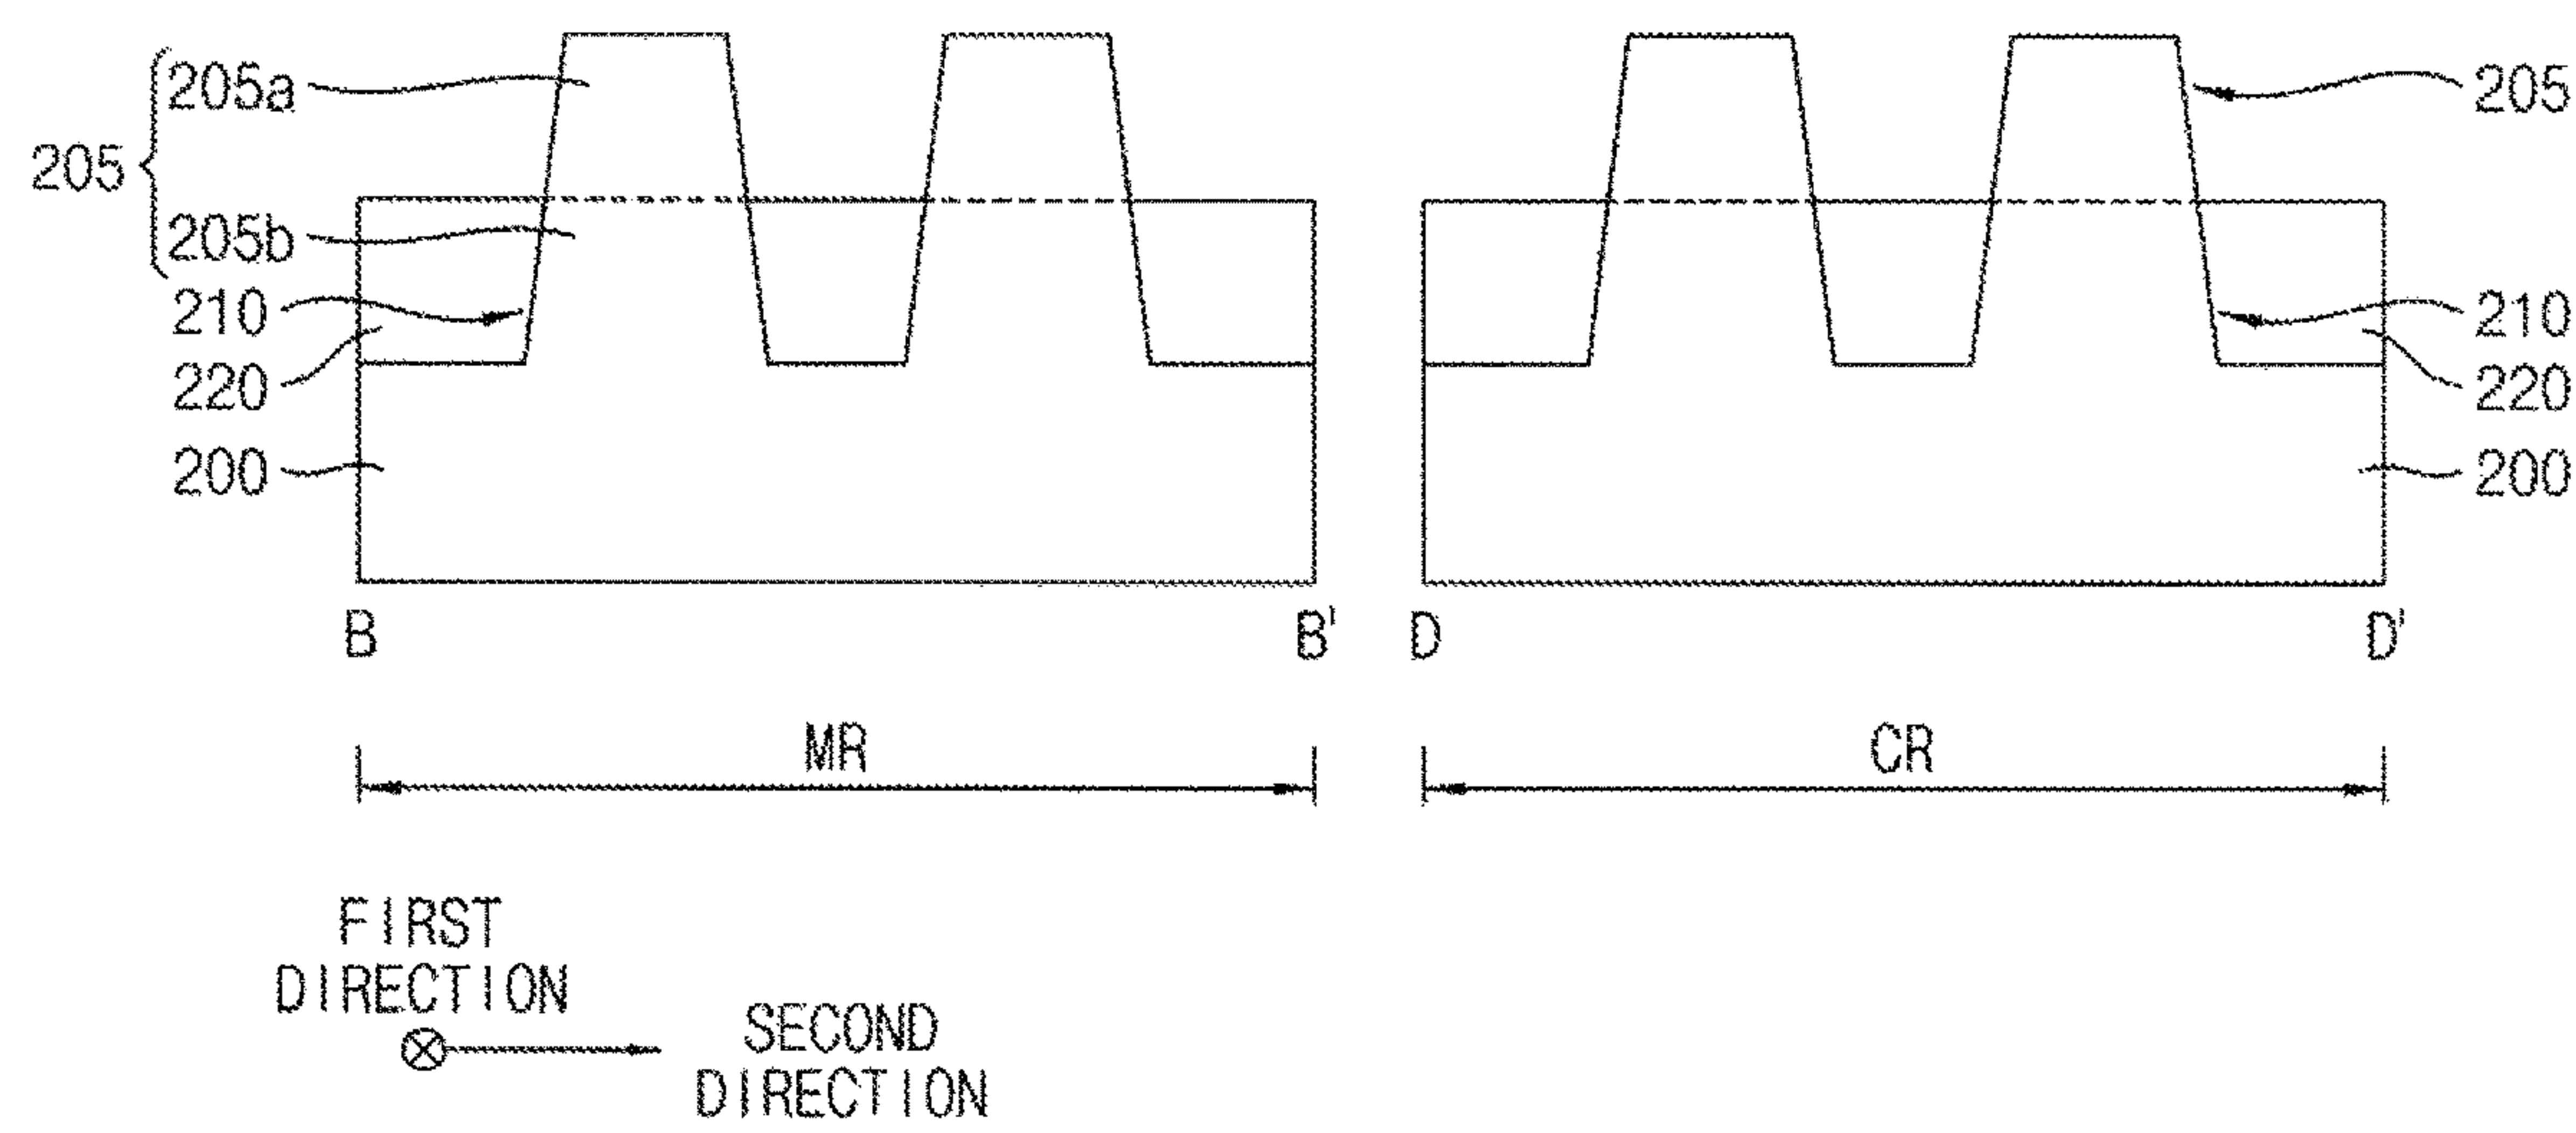 205a
205
205b
210
220
200
205
210
220
200
B
B'
D
D'
MR
CR
FIRST
DIRECTION
SECOND
DIRECTION